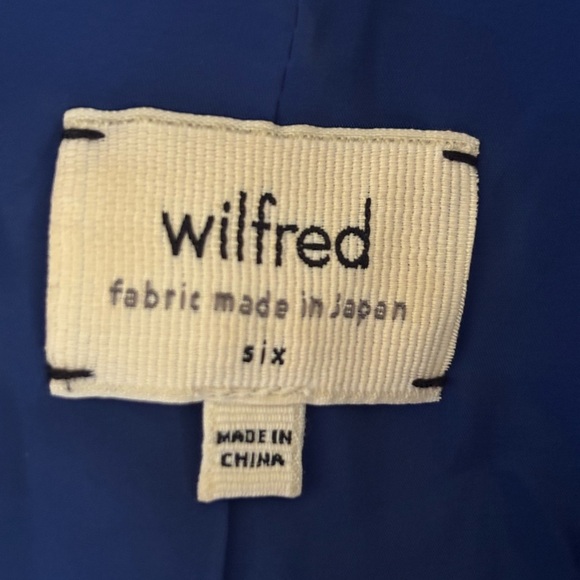 wilfred
fabric made in Japan
six
MADE IN
CHINA